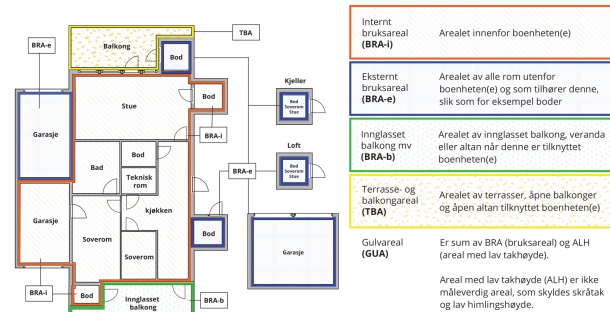 TBA
BRA-e
Balkong
Bod
Kjeller
Bod
Soverom
Stue
Stue
Bod
Garasje
BRA-i
Loft
Bod
Soverom
Stue
Bad
Bod
Teknisk
rom
BRA-e
kjøkken
Garasje
Bod
Soverom
Soverom
Garasje
BRA-i
Bod
Innglasset
balkong
BRA-b
Internt
bruksareal
(BRA-i)
Arealet innenfor boenheten(e)
Eksternt
bruksareal
(BRA-e)
Arealet av alle rom utenfor
boenheten(e) og som tilhører denne,
slik som for eksempel boder
Innglasset
balkong mv
(BRA-b)
Arealet av innglasset balkong, veranda
eller altan når denne er tilknyttet
boenheten(e)
Terrasse- og
balkongareal
(TBA)
Arealet av terrasser, åpne balkonger
og åpen altan tilknyttet boenheten(e)
Gulvareal
(GUA)
Er sum av BRA (bruksareal) og ALH
(areal med lav takhøyde).
Areal med lav takhøyde (ALH) er ikke
måleverdig areal, som skyldes skråtak
og lav himlingshøyde.